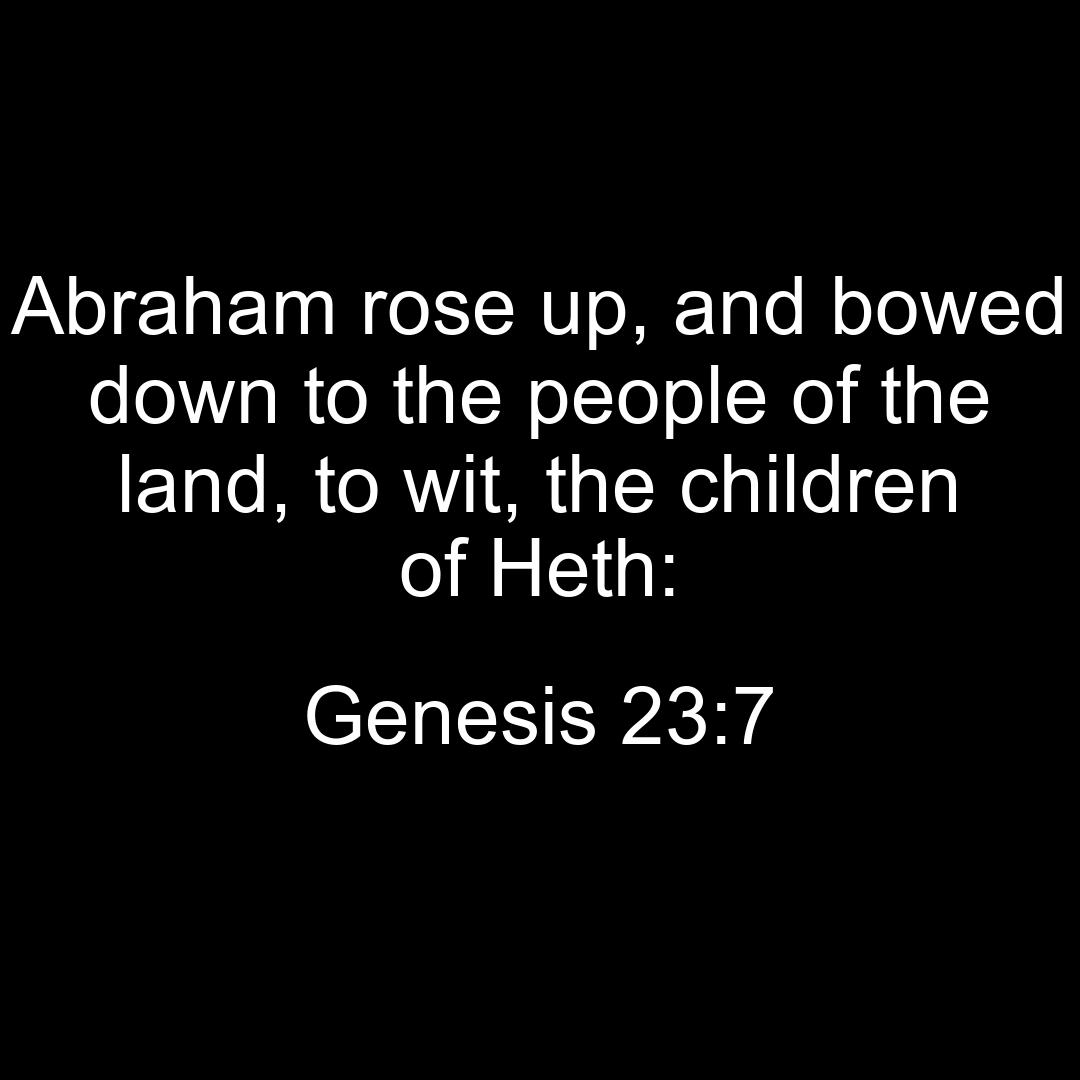 Abraham rose up, and bowed
down to the people of the
land, to wit, the children
of Heth:
Genesis 23:7